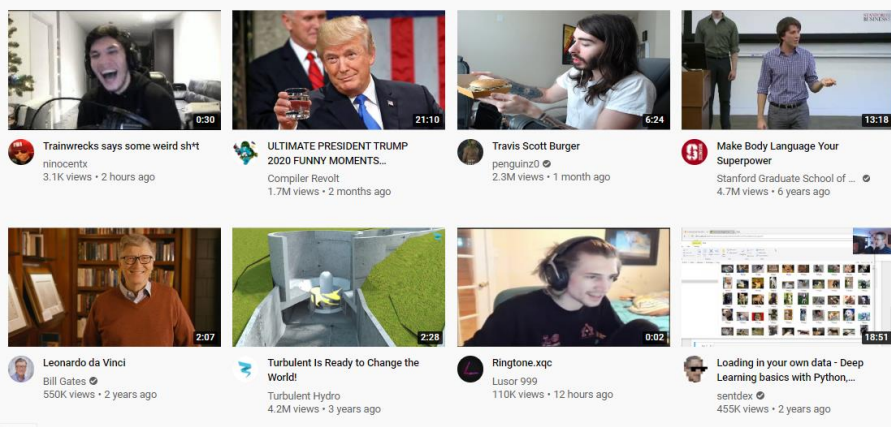 STANFORD
BUSINESS
0:30
21:10
6:24
13:18
Trainwrecks says some weird sh*t
ninocentx
3.1K views • 2 hours ago
ULTIMATE PRESIDENT TRUMP
2020 FUNNY MOMENTS...
Compiler Revolt
1.7M views • 2 months ago
Travis Scott Burger
penguinz0
2.3M views • 1 month ago
Make Body Language Your
Superpower
Stanford Graduate School of ...
4.7M views • 6 years ago
2:07
2:28
0:02
18:51
Leonardo da Vinci
Bill Gates
550K views • 2 years ago
Turbulent Is Ready to Change the
World!
Turbulent Hydro
4.2M views • 3 years ago
Ringtone.xqc
Lusor 999
110K views • 12 hours ago
Loading in your own data - Deep
Learning basics with Python,...
sentdex
455K views • 2 years ago